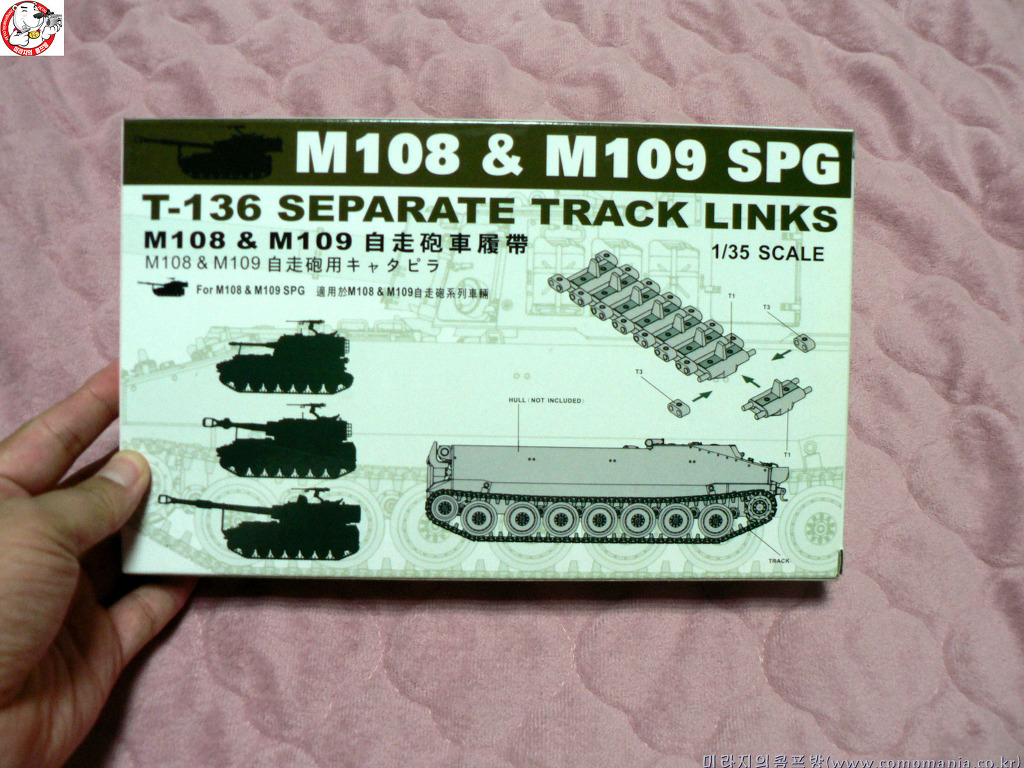 M108 & M109 SPG
T-136 SEPARATE TRACK LINKS
M108 & M109 自走砲車履帶
1/35 SCALE
M108 & M109 自走砲用キャタピラ
For M108 & M109 SPG 適用於M108 & M109自走砲系列車輛
T1
T3
T3
HULL (NOT INCLUDED)
T1
TRACK
미라지의콤프방(www.comomania.co.kr)